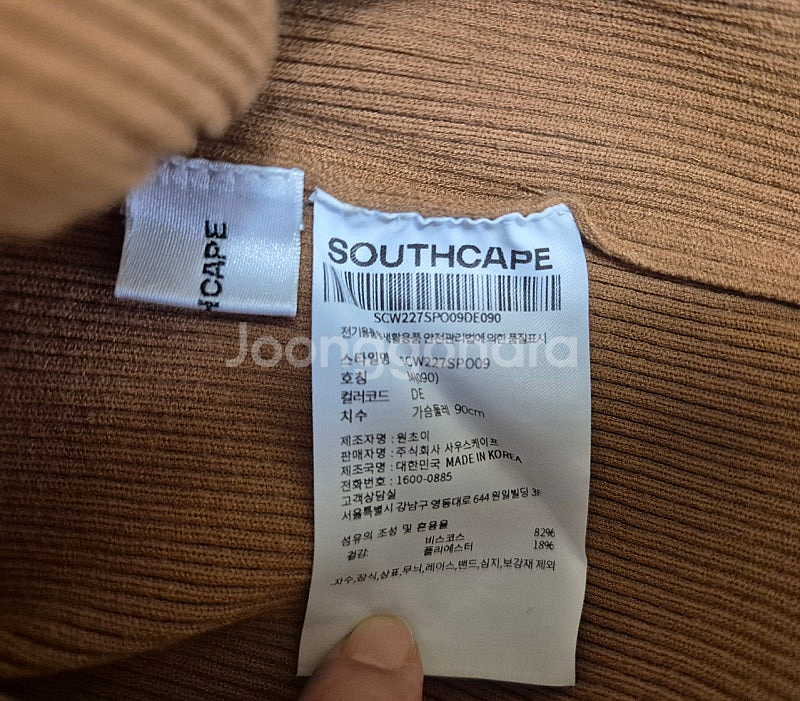 HCAPE
SOUTHCAPE
SCW227SPO09DE090
전기용품 및 생활용품 안전관리법에 의한 품질표시
스타일명 SCW227SPO09
호칭 (090)
컬러코드 DE
치수 가슴둘레 90cm
제조자명 : 원초이
판매자명 : 주식회사 사우스케이프
제조국명 : 대한민국 MADE IN KOREA
전화번호 : 1600-0885
고객상담실
서울특별시 강남구 영동대로 644 원일빌딩 3F
섬유의 조성 및 혼용율
겉감: 비스코스 82%
폴리에스터 18%
.자수,장식,상표,무늬,레이스,밴드,심지,보강재 제외
Joonggonara